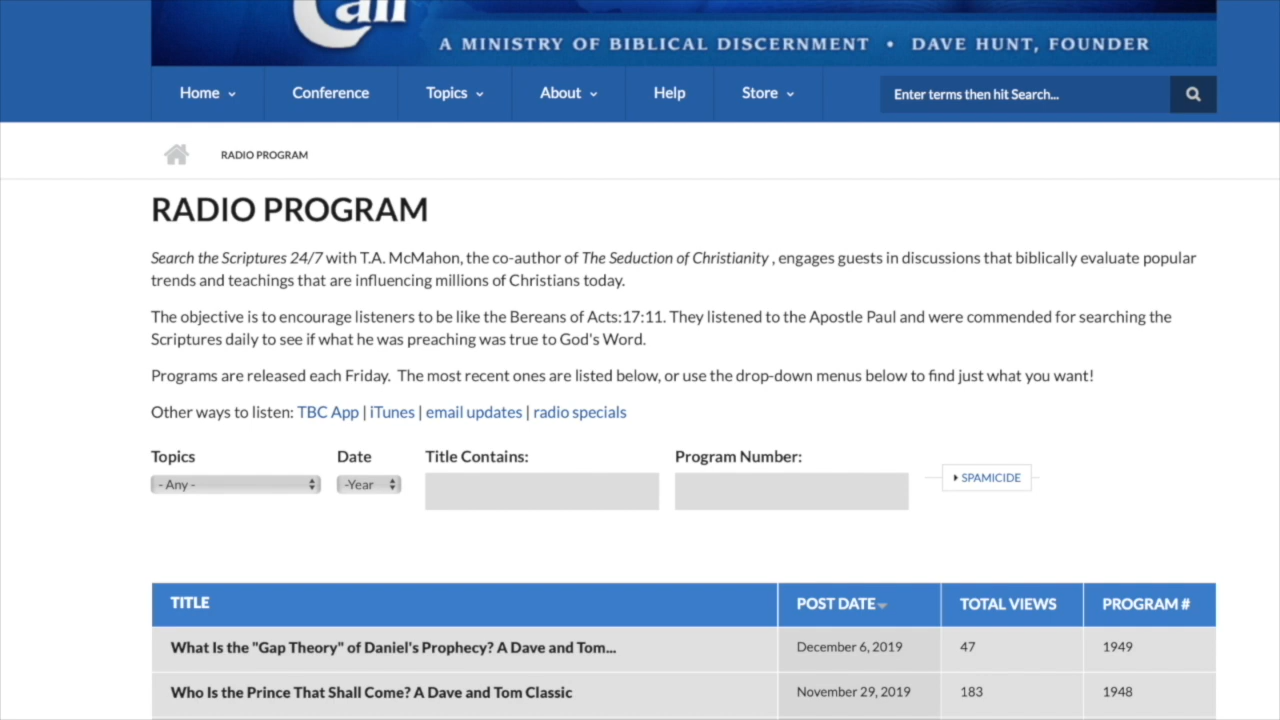 Call
A MINISTRY OF BIBLICAL DISCERNMENT • DAVE HUNT, FOUNDER
Home Conference Topics About Help Store Enter terms then hit Search...
RADIO PROGRAM
RADIO PROGRAM
Search the Scriptures 24/7 with T.A. McMahon, the co-author of The Seduction of Christianity , engages guests in discussions that biblically evaluate popular
trends and teachings that are influencing millions of Christians today.
The objective is to encourage listeners to be like the Bereans of Acts:17:11. They listened to the Apostle Paul and were commended for searching the
Scriptures daily to see if what he was preaching was true to God's Word.
Programs are released each Friday.  The most recent ones are listed below, or use the drop-down menus below to find just what you want!
Other ways to listen: TBC App | iTunes | email updates | radio specials
Topics Date Title Contains: Program Number:
- Any - -Year SPAMICIDE
TITLE POST DATE TOTAL VIEWS PROGRAM #
What Is the "Gap Theory" of Daniel's Prophecy? A Dave and Tom... December 6, 2019 47 1949
Who Is the Prince That Shall Come? A Dave and Tom Classic November 29, 2019 183 1948